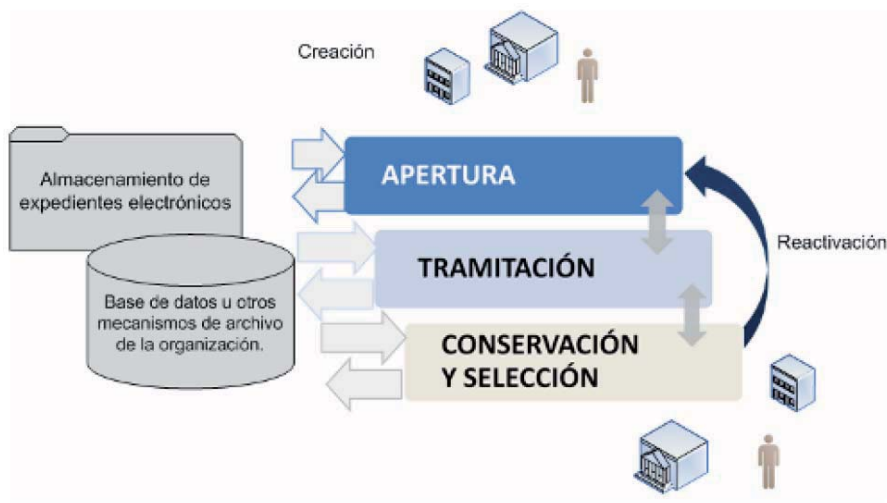 Creación
Almacenamiento de
expedientes electrónicos
APERTURA
Reactivación
TRAMITACIÓN
Base de datos u otros
mecanismos de archivo
de la organización.
CONSERVACIÓN
Y SELECCIÓN